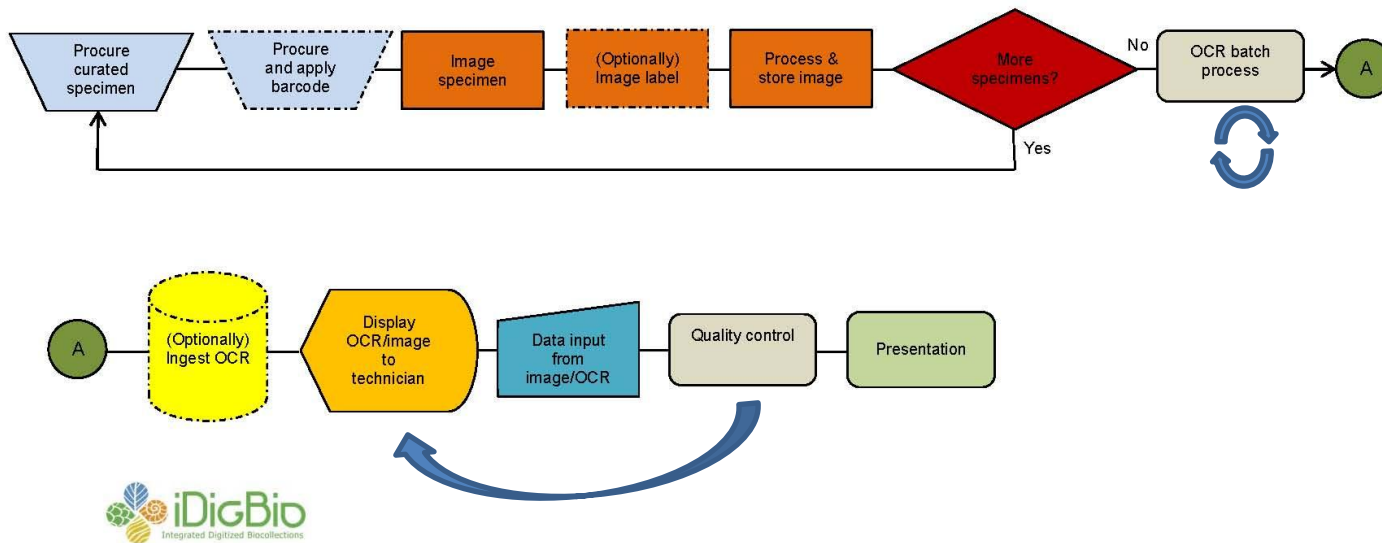 Procure
curated
specimen
Procure
and apply
barcode
Image
specimen
(Optionally)
Image label
Process &
store image
More
specimens?
No
Yes
OCR batch
process
A
A
(Optionally)
Ingest OCR
Display
OCR/image
to
technician
Data input
from
image/OCR
Quality control
Presentation
iDigBio
Integrated Digitized Biocollections